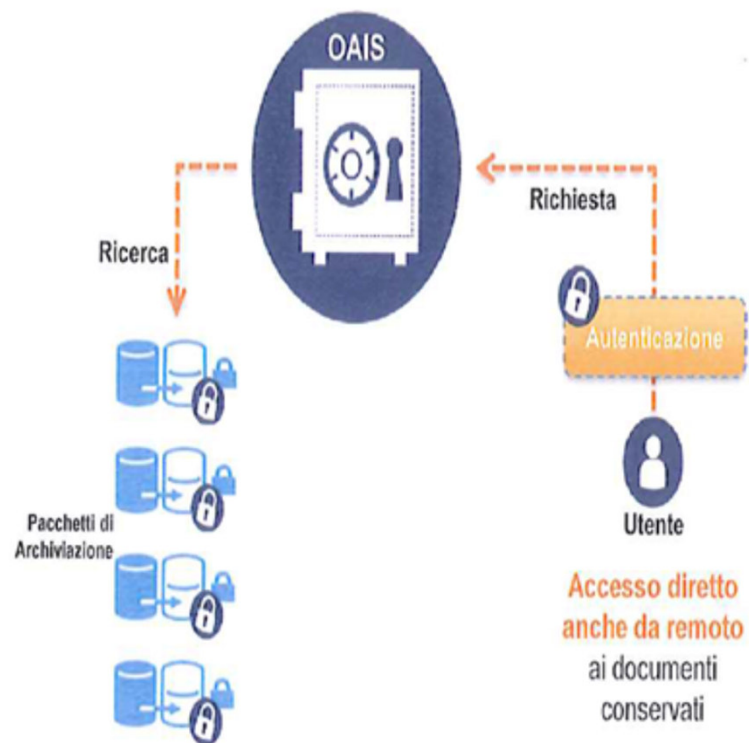 OAIS
Richiesta
Ricerca
Autenticazione
Pacchetti di
Archiviazione
Utente
Accesso diretto
anche da remoto
ai documenti
conservati